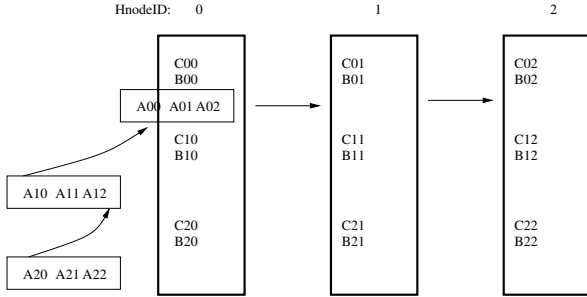 HnodeID: 0 1 2
C00 C01 C02
B00 B01 B02
A00 A01 A02
C10 C11 C12
B10 B11 B12
A10 A11 A12
C20 C21 C22
B20 B21 B22
A20 A21 A22